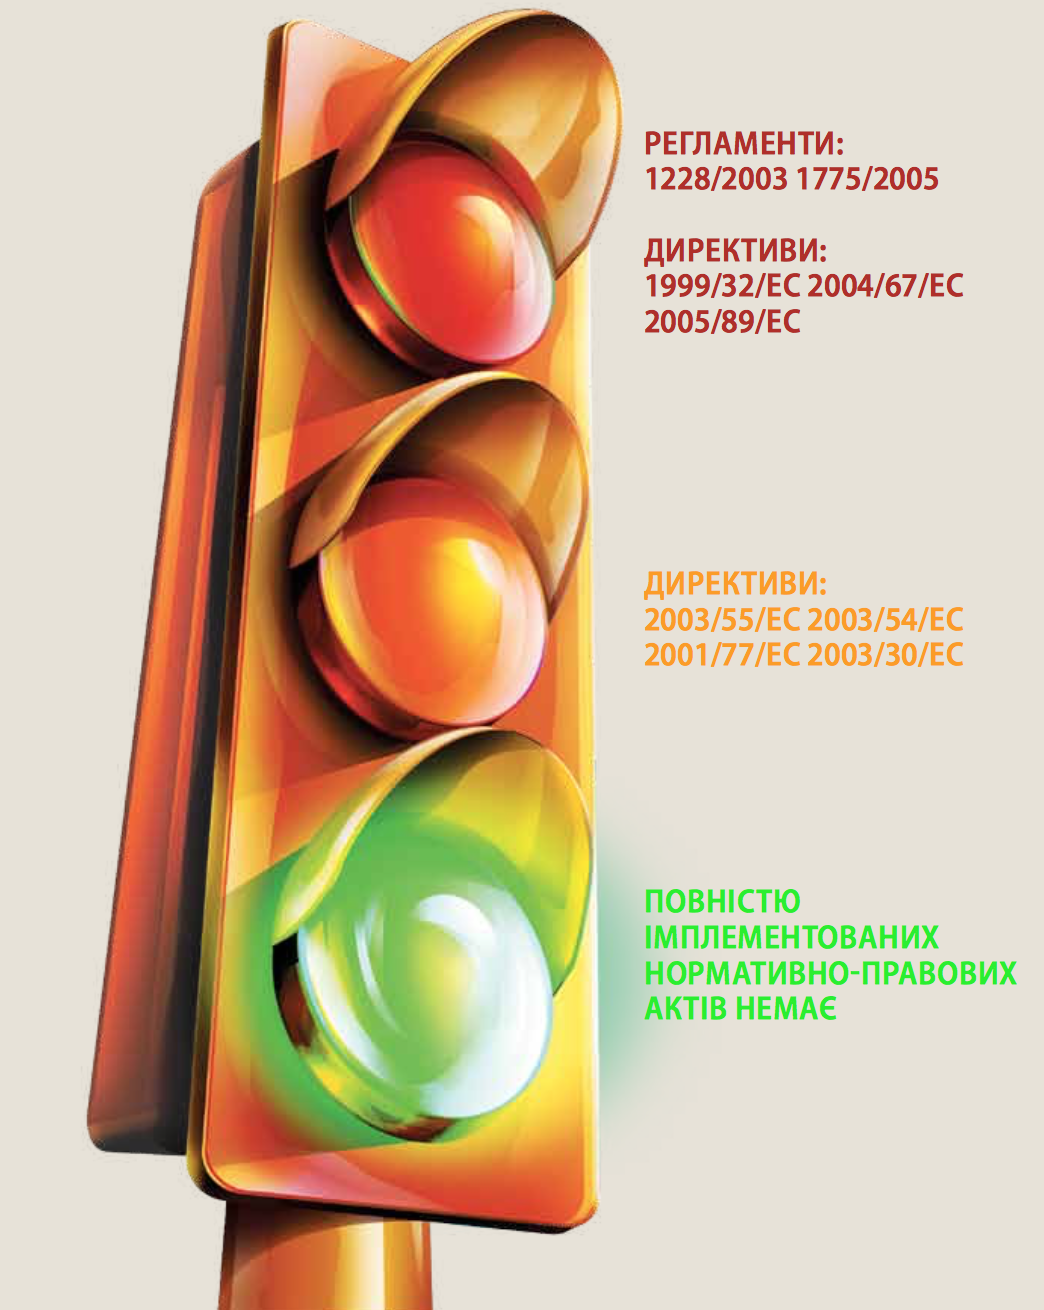 РЕГЛАМЕНТИ:
1228/2003 1775/2005
ДИРЕКТИВИ:
1999/32/ЕС 2004/67/ЕС
2005/89/ЕС
ДИРЕКТИВИ:
2003/55/ЕС 2003/54/ЕС
2001/77/ЕС 2003/30/ЕС
ПОВНІСТЮ
ІМПЛЕМЕНТОВАНИХ
НОРМАТИВНО-ПРАВОВИХ
АКТІВ НЕМАЄ